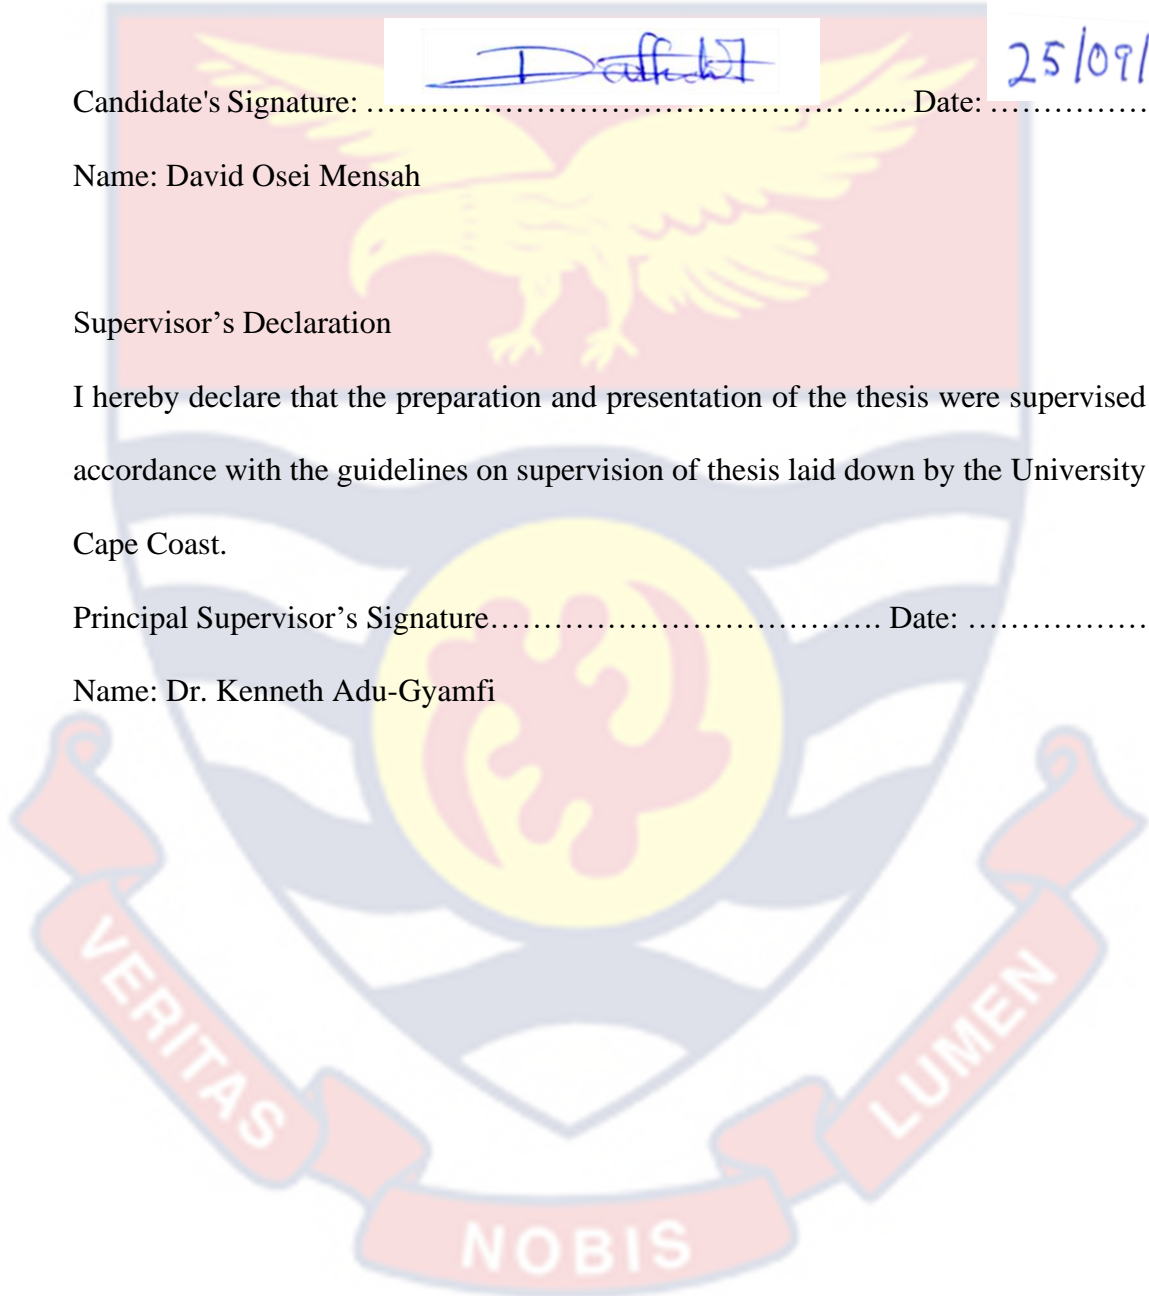 25/09/
Candidate's Signature: ………………………………………… …... Date: ……………
Name: David Osei Mensah
Supervisor’s Declaration
I hereby declare that the preparation and presentation of the thesis were supervised
accordance with the guidelines on supervision of thesis laid down by the University
Cape Coast.
Principal Supervisor’s Signature………………………………. Date: ………………
Name: Dr. Kenneth Adu-Gyamfi
VERITAS
NOBIS
LUMEN